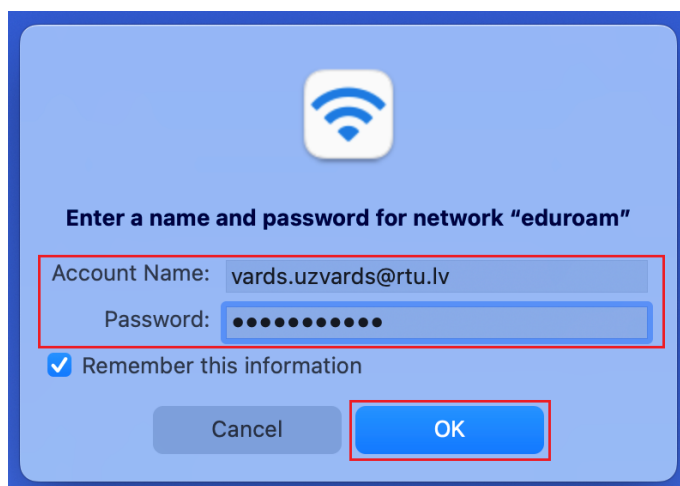 Enter a name and password for network “eduroam”
Account Name: vards.uzvards@rtu.lv
Password: •••••••••••
Remember this information
Cancel OK